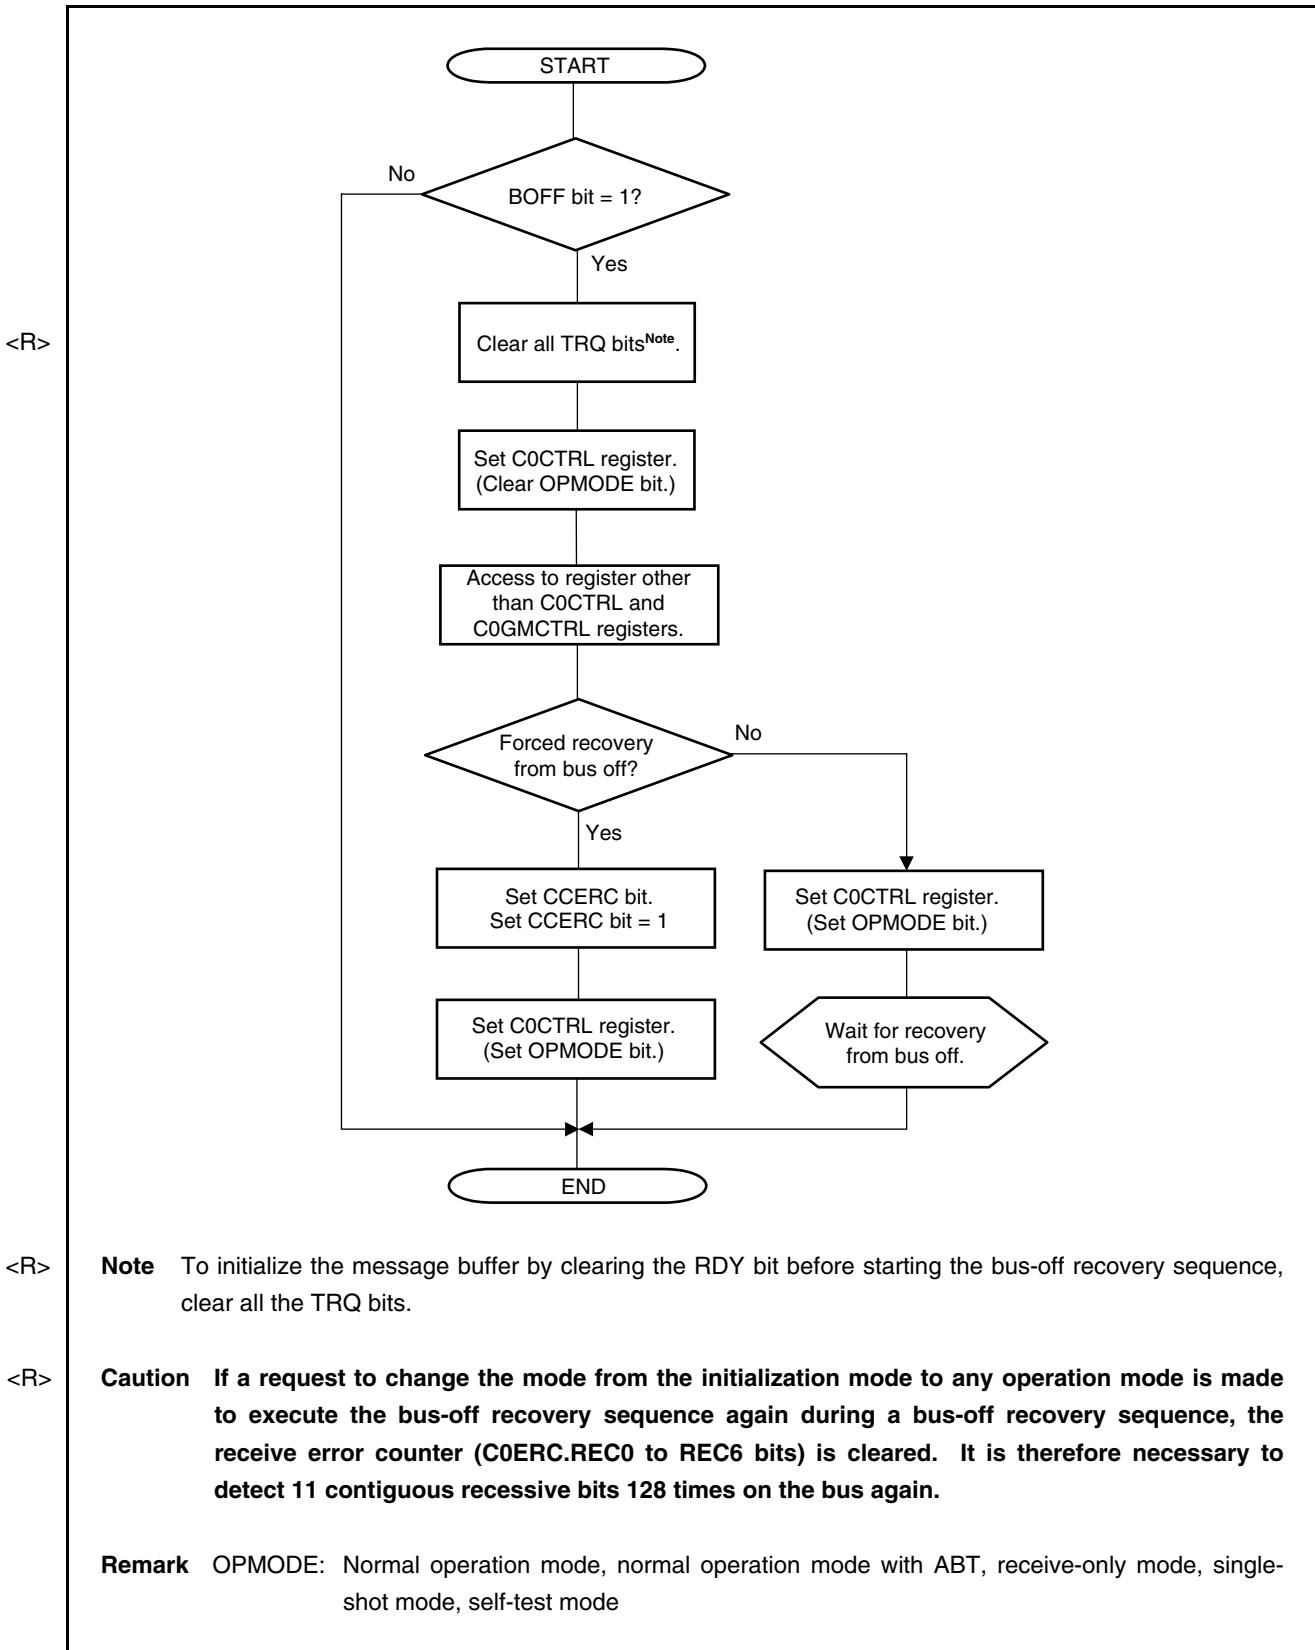 START
No
BOFF bit = 1?
Yes
<R>
Clear all TRQ bitsNote.
Set C0CTRL register.
(Clear OPMODE bit.)
Access to register other
than C0CTRL and
C0GMCTRL registers.
Forced recovery
from bus off?
No
Yes
Set CCERC bit.
Set CCERC bit = 1
Set C0CTRL register.
(Set OPMODE bit.)
Set C0CTRL register.
(Set OPMODE bit.)
Wait for recovery
from bus off.
END
<R>
Note To initialize the message buffer by clearing the RDY bit before starting the bus-off recovery sequence,
clear all the TRQ bits.
<R>
Caution If a request to change the mode from the initialization mode to any operation mode is made
to execute the bus-off recovery sequence again during a bus-off recovery sequence, the
receive error counter (C0ERC.REC0 to REC6 bits) is cleared. It is therefore necessary to
detect 11 contiguous recessive bits 128 times on the bus again.
Remark OPMODE: Normal operation mode, normal operation mode with ABT, receive-only mode, single-
shot mode, self-test mode